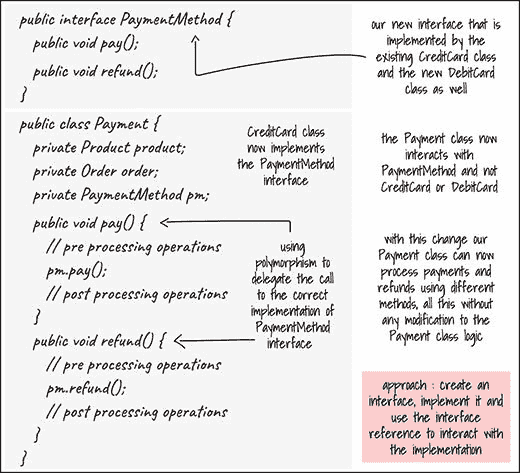 public interface PaymentMethod {
public void pay();
public void refund();
}
our new interface that is
implemented by the
existing CreditCard class
and the new DebitCard
class as well
public class Payment {
private Product product;
private Order order;
private PaymentMethod pm;
public void pay() {
// pre processing operations
pm.pay();
// post processing operations
}
public void refund() {
// pre processing operations
pm.refund();
// post processing operations
}
}
CreditCard class
now implements
the PaymentMethod
interface
using
polymorphism to
delegate the call
to the correct
implementation of
PaymentMethod
interface
the Payment class now
interacts with
PaymentMethod and not
CreditCard or DebitCard
with this change our
Payment class can now
process payments and
refunds using different
methods, all this without
any modification to the
Payment class logic
approach : create an
interface, implement it and
use the interface
reference to interact with
the implementation